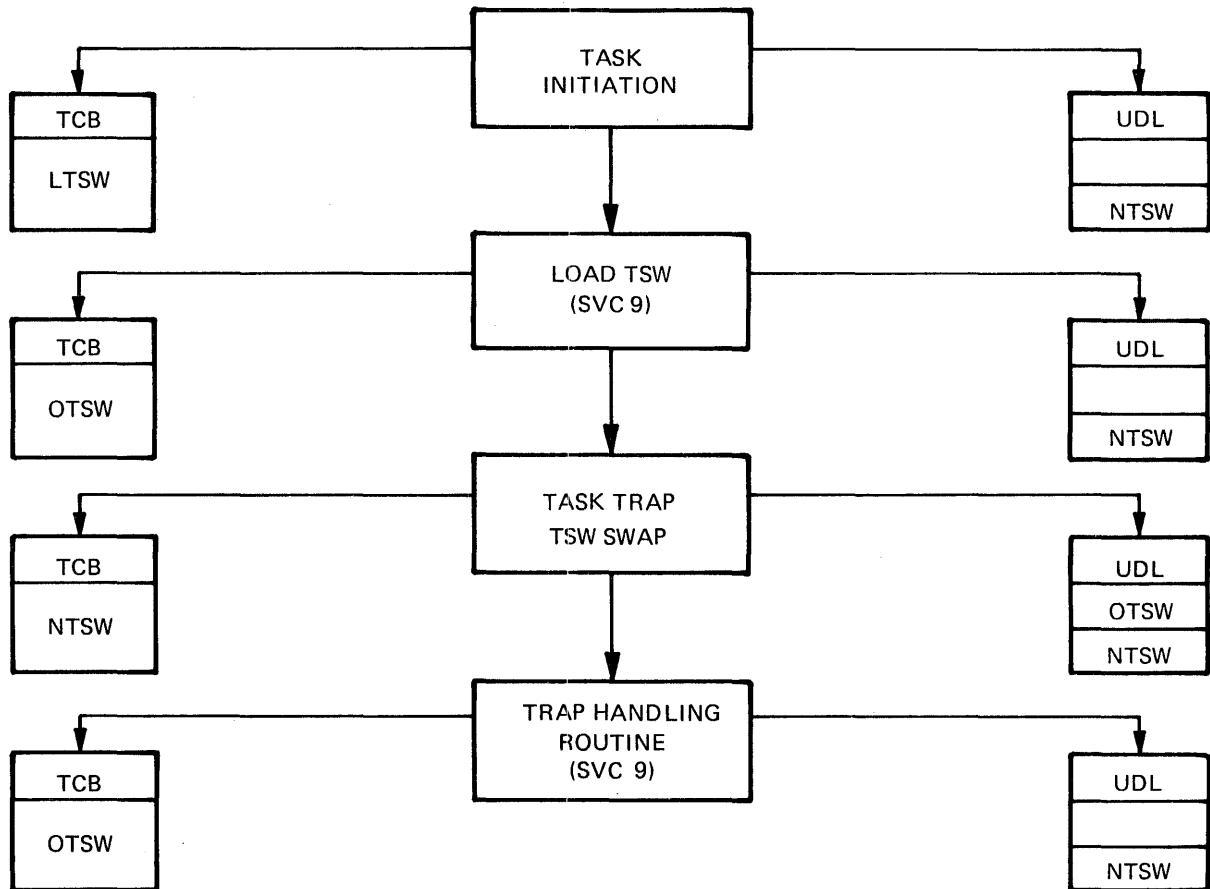 TASK
INITIATION
TCB
LTSW
UDL
NTSW
LOAD TSW
(SVC 9)
TCB
OTSW
UDL
NTSW
TASK TRAP
TSW SWAP
TCB
NTSW
UDL
OTSW
NTSW
TRAP HANDLING
ROUTINE
(SVC 9)
TCB
OTSW
UDL
NTSW